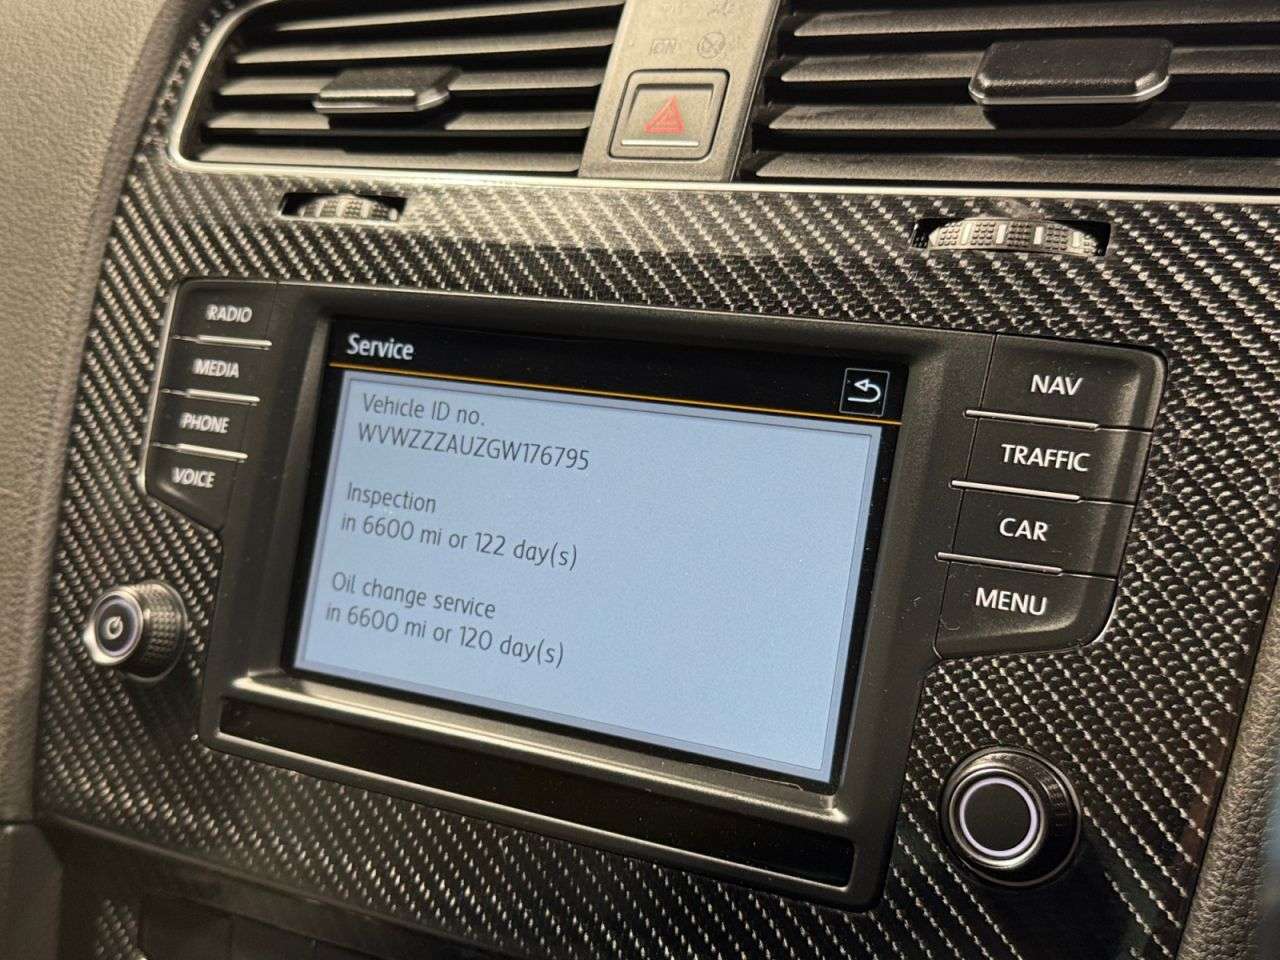 RADIO
MEDIA
PHONE
VOICE
Service
Vehicle ID no.
WVWZZZAUZGW176795
Inspection
in 6600 mi or 122 day(s)
Oil change service
in 6600 mi or 120 day(s)
NAV
TRAFFIC
CAR
MENU